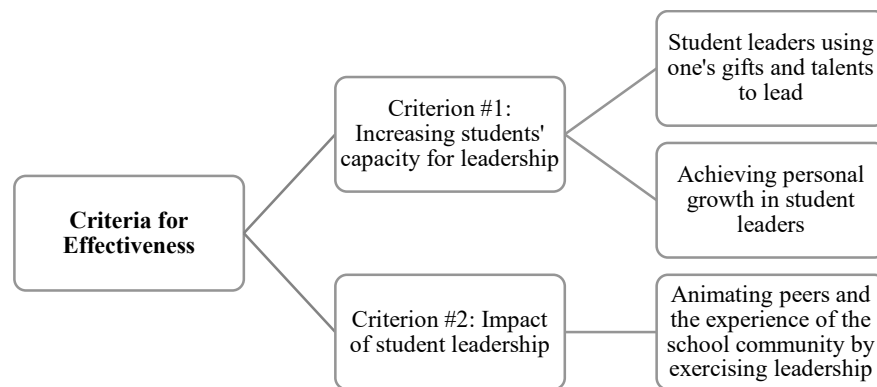 Criteria for
Effectiveness
Criterion #1:
Increasing students'
capacity for leadership
Student leaders using
one's gifts and talents
to lead
Achieving personal
growth in student
leaders
Criterion #2: Impact
of student leadership
Animating peers and
the experience of the
school community by
exercising leadership